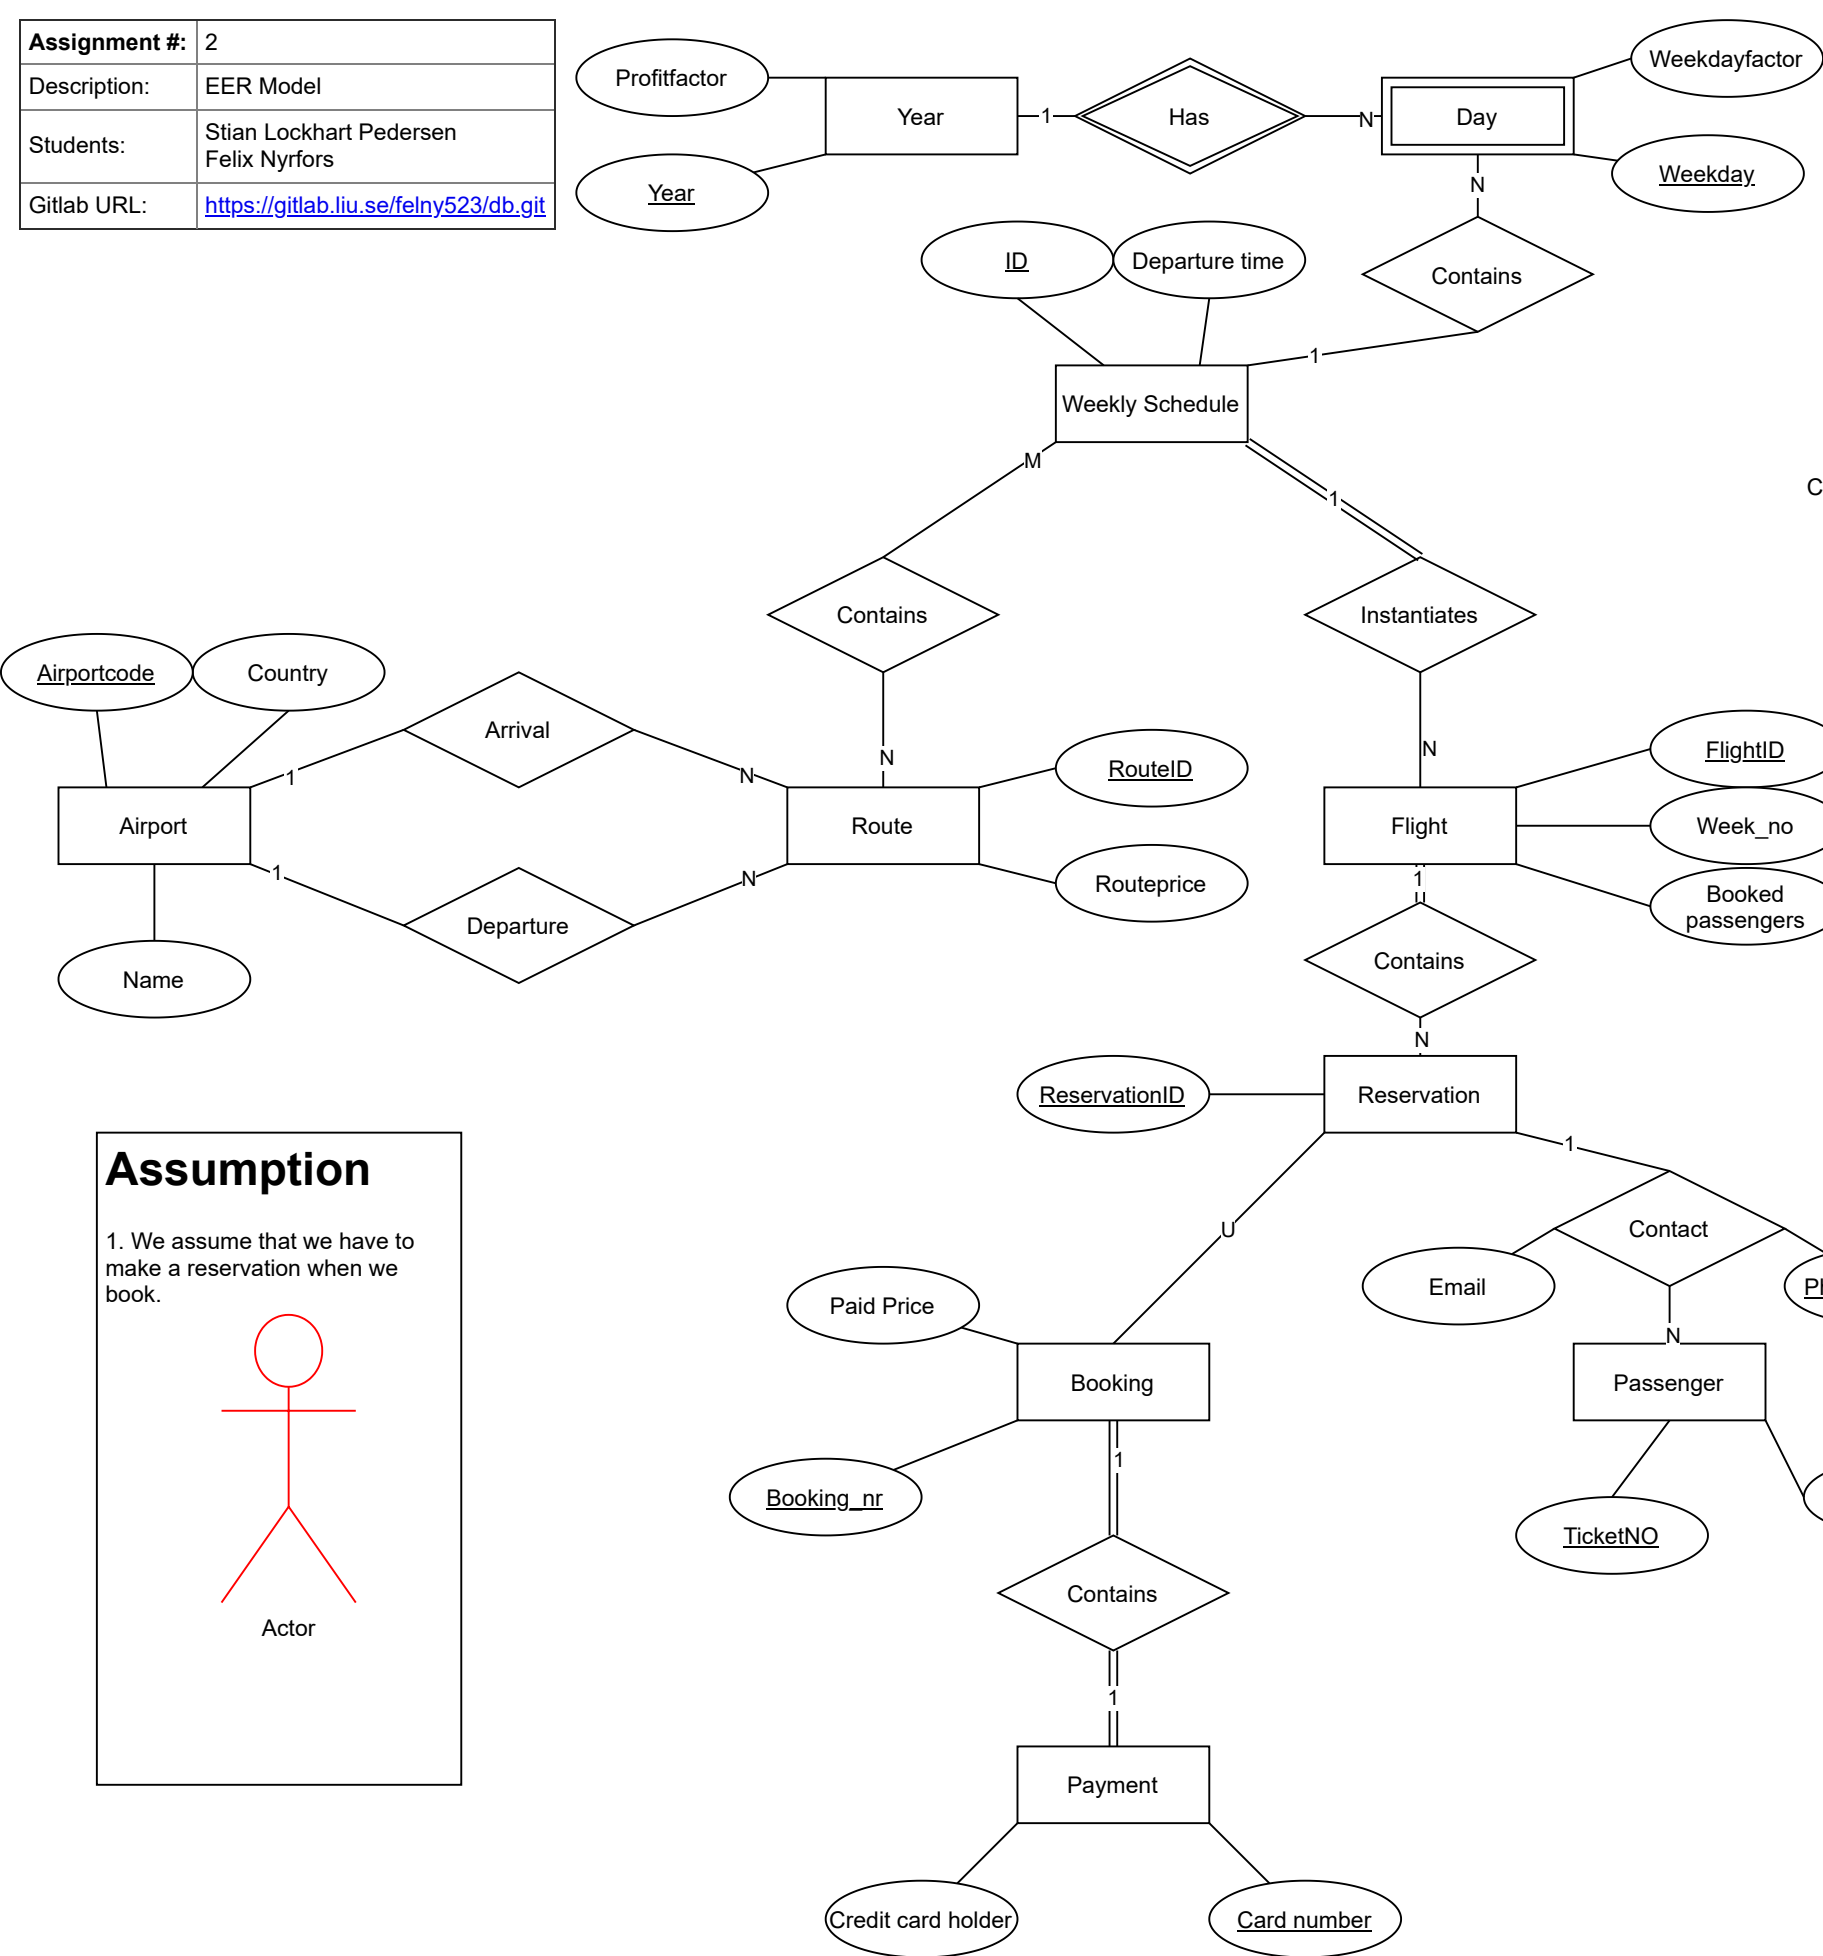 Assignment #: 2
Description: EER Model
Students: Stian Lockhart Pedersen
Felix Nyrfors
Gitlab URL: https://gitlab.liu.se/felny523/db.git
Profitfactor
Year
Year
1
Has
N
Day
Weekdayfactor
Weekday
N
Contains
1
ID
Departure time
Weekly Schedule
M
1
C
Contains
Instantiates
Airportcode
Country
Arrival
1
N
N
N
RouteID
FlightID
Airport
Route
Flight
Week_no
1
N
Routeprice
1
Booked
passengers
Departure
Contains
Name
N
ReservationID
Reservation
1
Assumption
1. We assume that we have to
make a reservation when we
book.
Actor
U
Contact
Email
Paid Price
N
Booking
Passenger
1
Booking_nr
TicketNO
Contains
1
Payment
Credit card holder
Card number